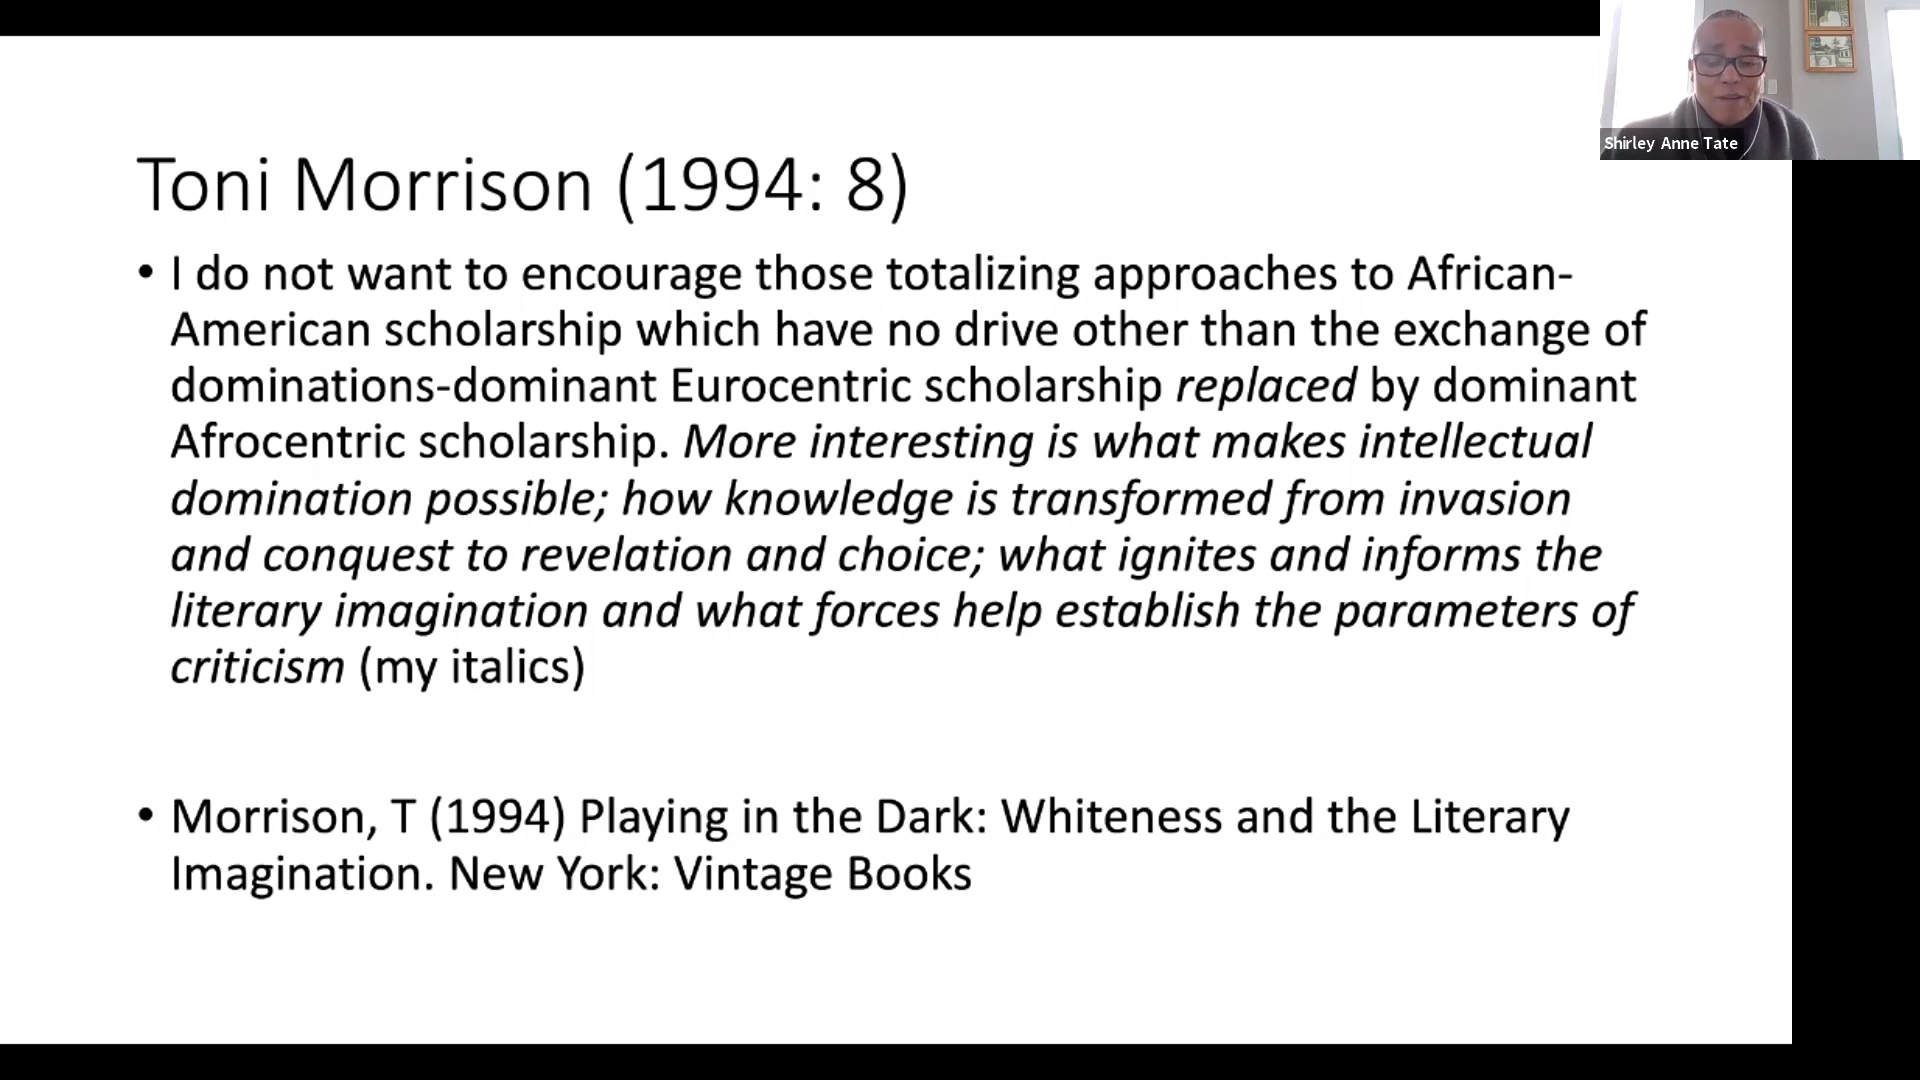 Shirley Anne Tate
Toni Morrison (1994: 8)
• I do not want to encourage those totalizing approaches to African-
American scholarship which have no drive other than the exchange of
dominations-dominant Eurocentric scholarship replaced by dominant
Afrocentric scholarship. More interesting is what makes intellectual
domination possible; how knowledge is transformed from invasion
and conquest to revelation and choice; what ignites and informs the
literary imagination and what forces help establish the parameters of
criticism (my italics)
• Morrison, T (1994) Playing in the Dark: Whiteness and the Literary
Imagination. New York: Vintage Books